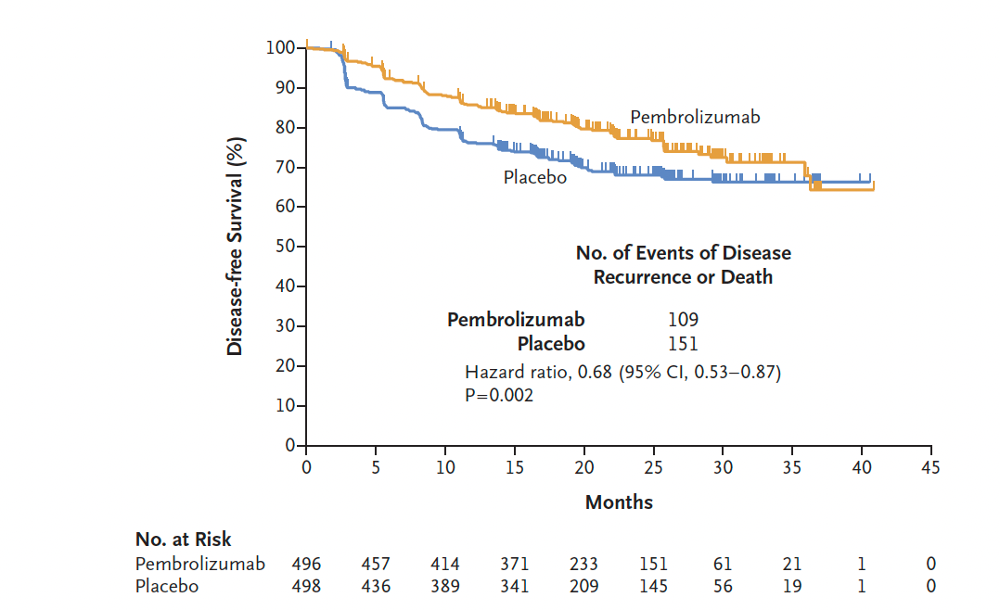 100
90
80
70
60
50
40
30
20
10
0
Disease-free Survival (%)
Pembrolizumab
Placebo
No. of Events of Disease
Recurrence or Death
Pembrolizumab 109
Placebo 151
Hazard ratio, 0.68 (95% CI, 0.53–0.87)
P=0.002
0 5 10 15 20 25 30 35 40 45
Months
No. at Risk
Pembrolizumab 496 457 414 371 233 151 61 21 1 0
Placebo 498 436 389 341 209 145 56 19 1 0